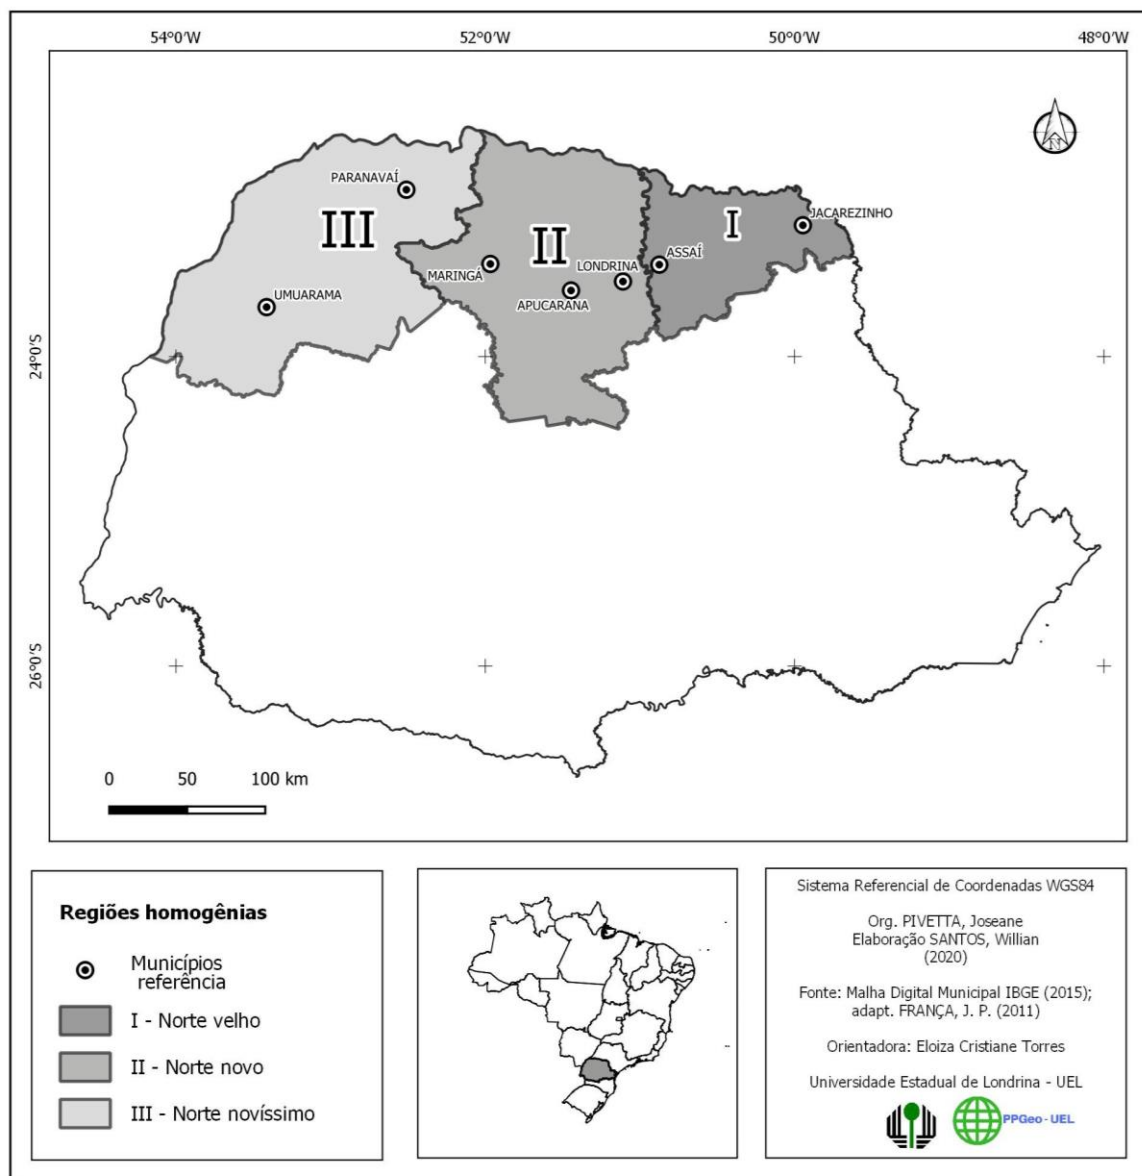 54°0'W 52°0'W 50°0'W 48°0'W
N
PARANAVAÍ
JACAREZINHO
III
II
I
ASSAÍ
LONDRINA
MARINGÁ
UMUARAMA
APUCARANA
24°0'S
26°0'S
0 50 100 km
Regiões homogênias
Municípios
referência
I - Norte velho
II - Norte novo
III - Norte novíssimo
Sistema Referencial de Coordenadas WGS84
Org. PIVETTA, Joseane
Elaboração SANTOS, Willian
(2020)
Fonte: Malha Digital Municipal IBGE (2015);
adapt. FRANÇA, J. P. (2011)
Orientadora: Eloiza Cristiane Torres
Universidade Estadual de Londrina - UEL
PPGeo - UEL